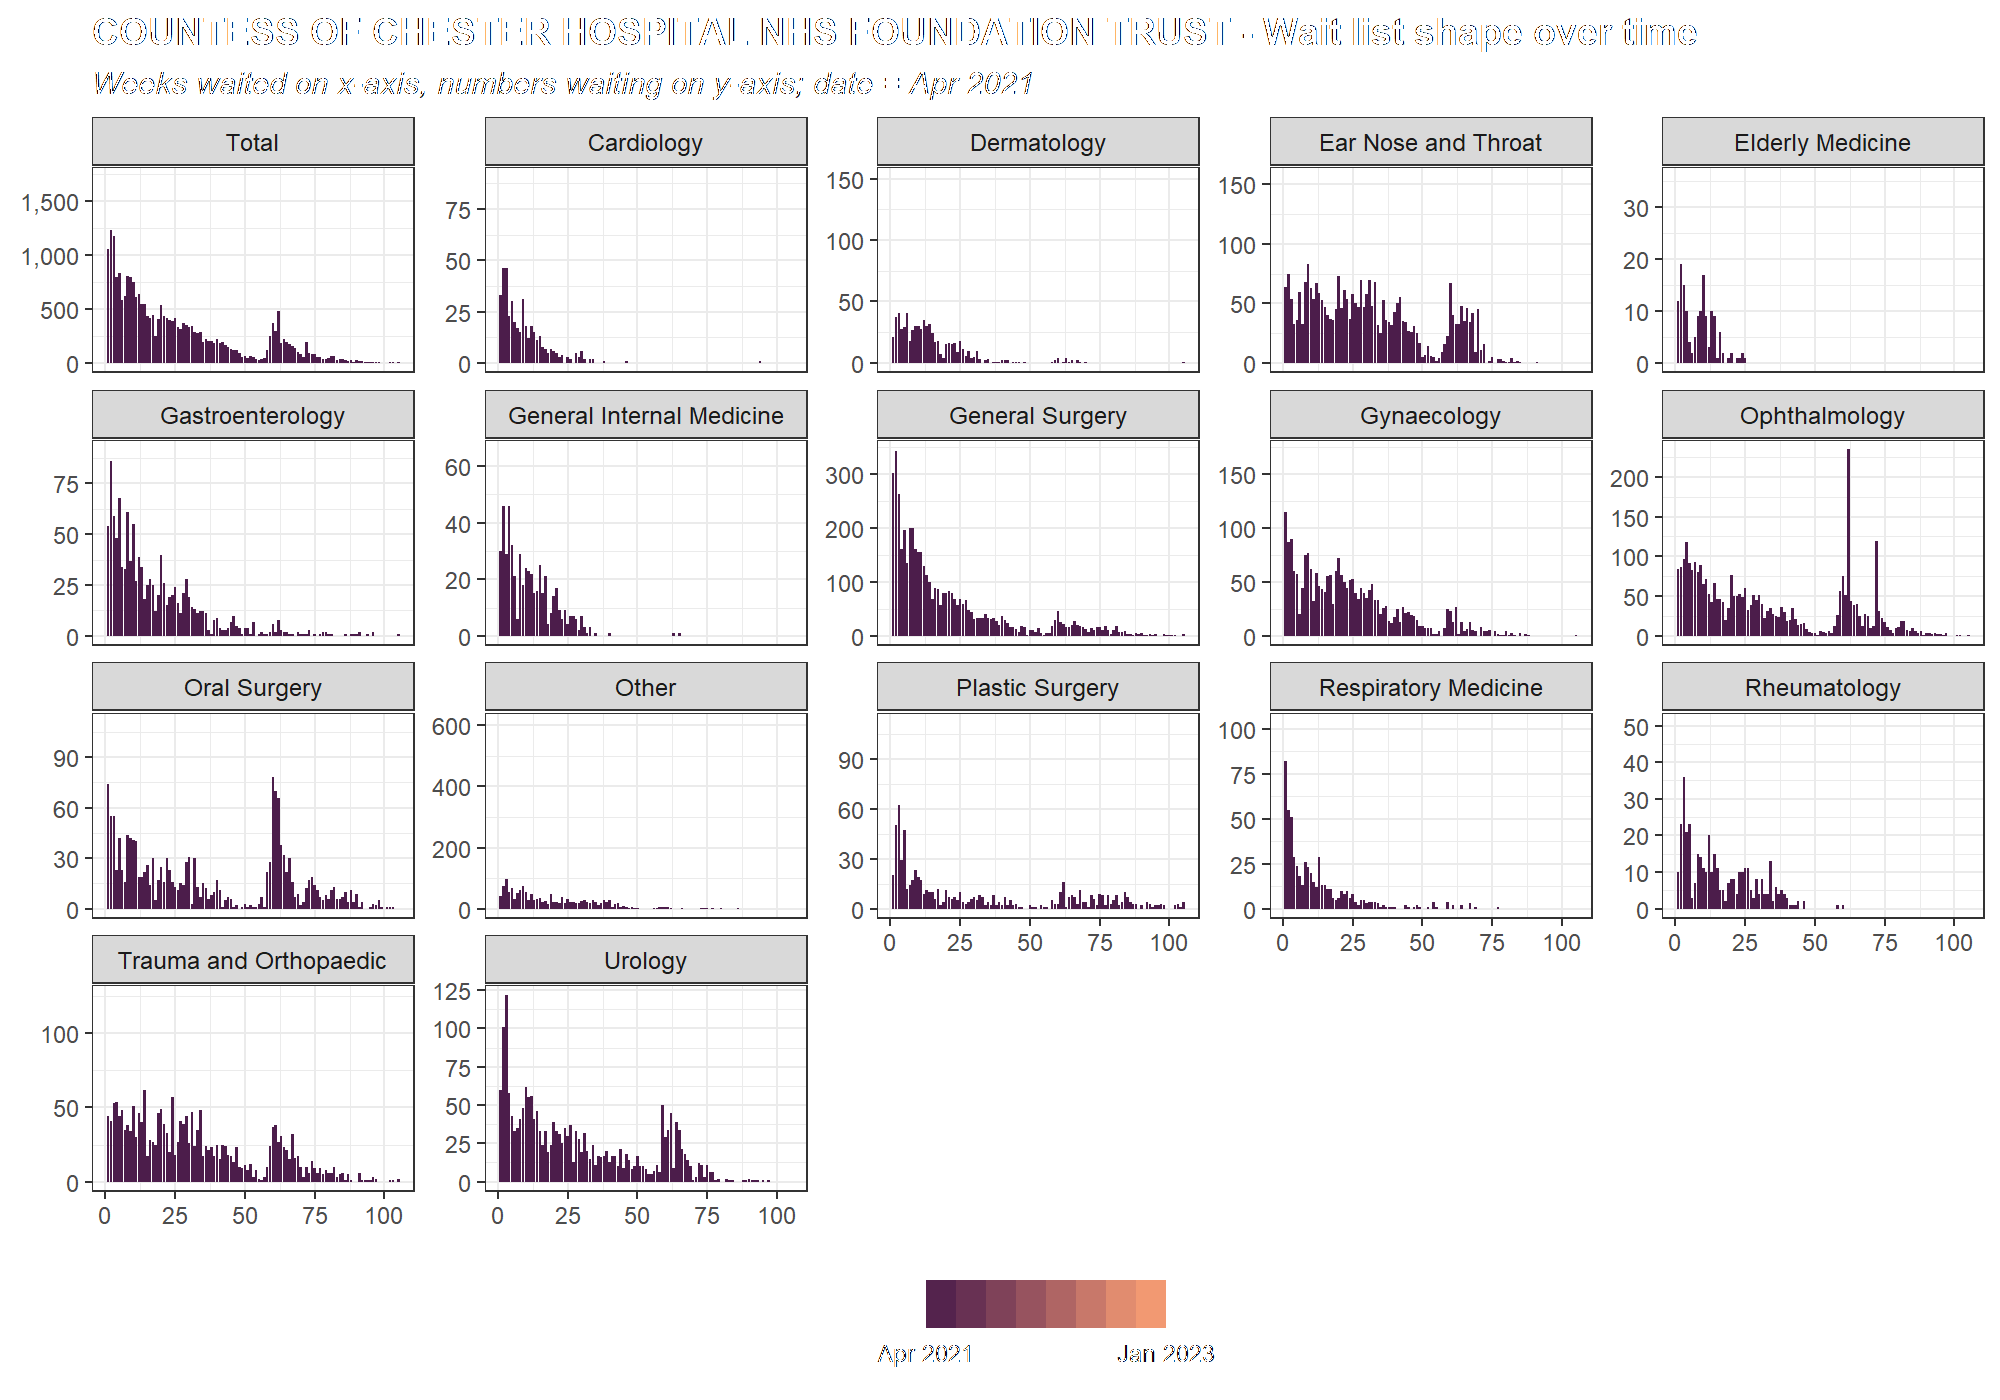 COUNTESS OF CHESTER HOSPITAL NHS FOUNDATION TRUST - Wait list shape over time
Weeks waited on x-axis, numbers waiting on y-axis; date = Apr 2021
Total
Cardiology
Dermatology
Ear Nose and Throat
Elderly Medicine
1,500
1,000
500
0
75
50
25
0
150
100
50
0
150
100
50
0
30
20
10
0
Gastroenterology
General Internal Medicine
General Surgery
Gynaecology
Ophthalmology
75
50
25
0
60
40
20
0
300
200
100
0
150
100
50
0
200
150
100
50
0
Oral Surgery
Other
Plastic Surgery
Respiratory Medicine
Rheumatology
90
60
30
0
600
400
200
0
90
60
30
0
100
75
50
25
0
50
40
30
20
10
0
0 25 50 75 100
0 25 50 75 100
0 25 50 75 100
Trauma and Orthopaedic
Urology
100
50
0
125
100
75
50
25
0
0 25 50 75 100
0 25 50 75 100
Apr 2021
Jan 2023